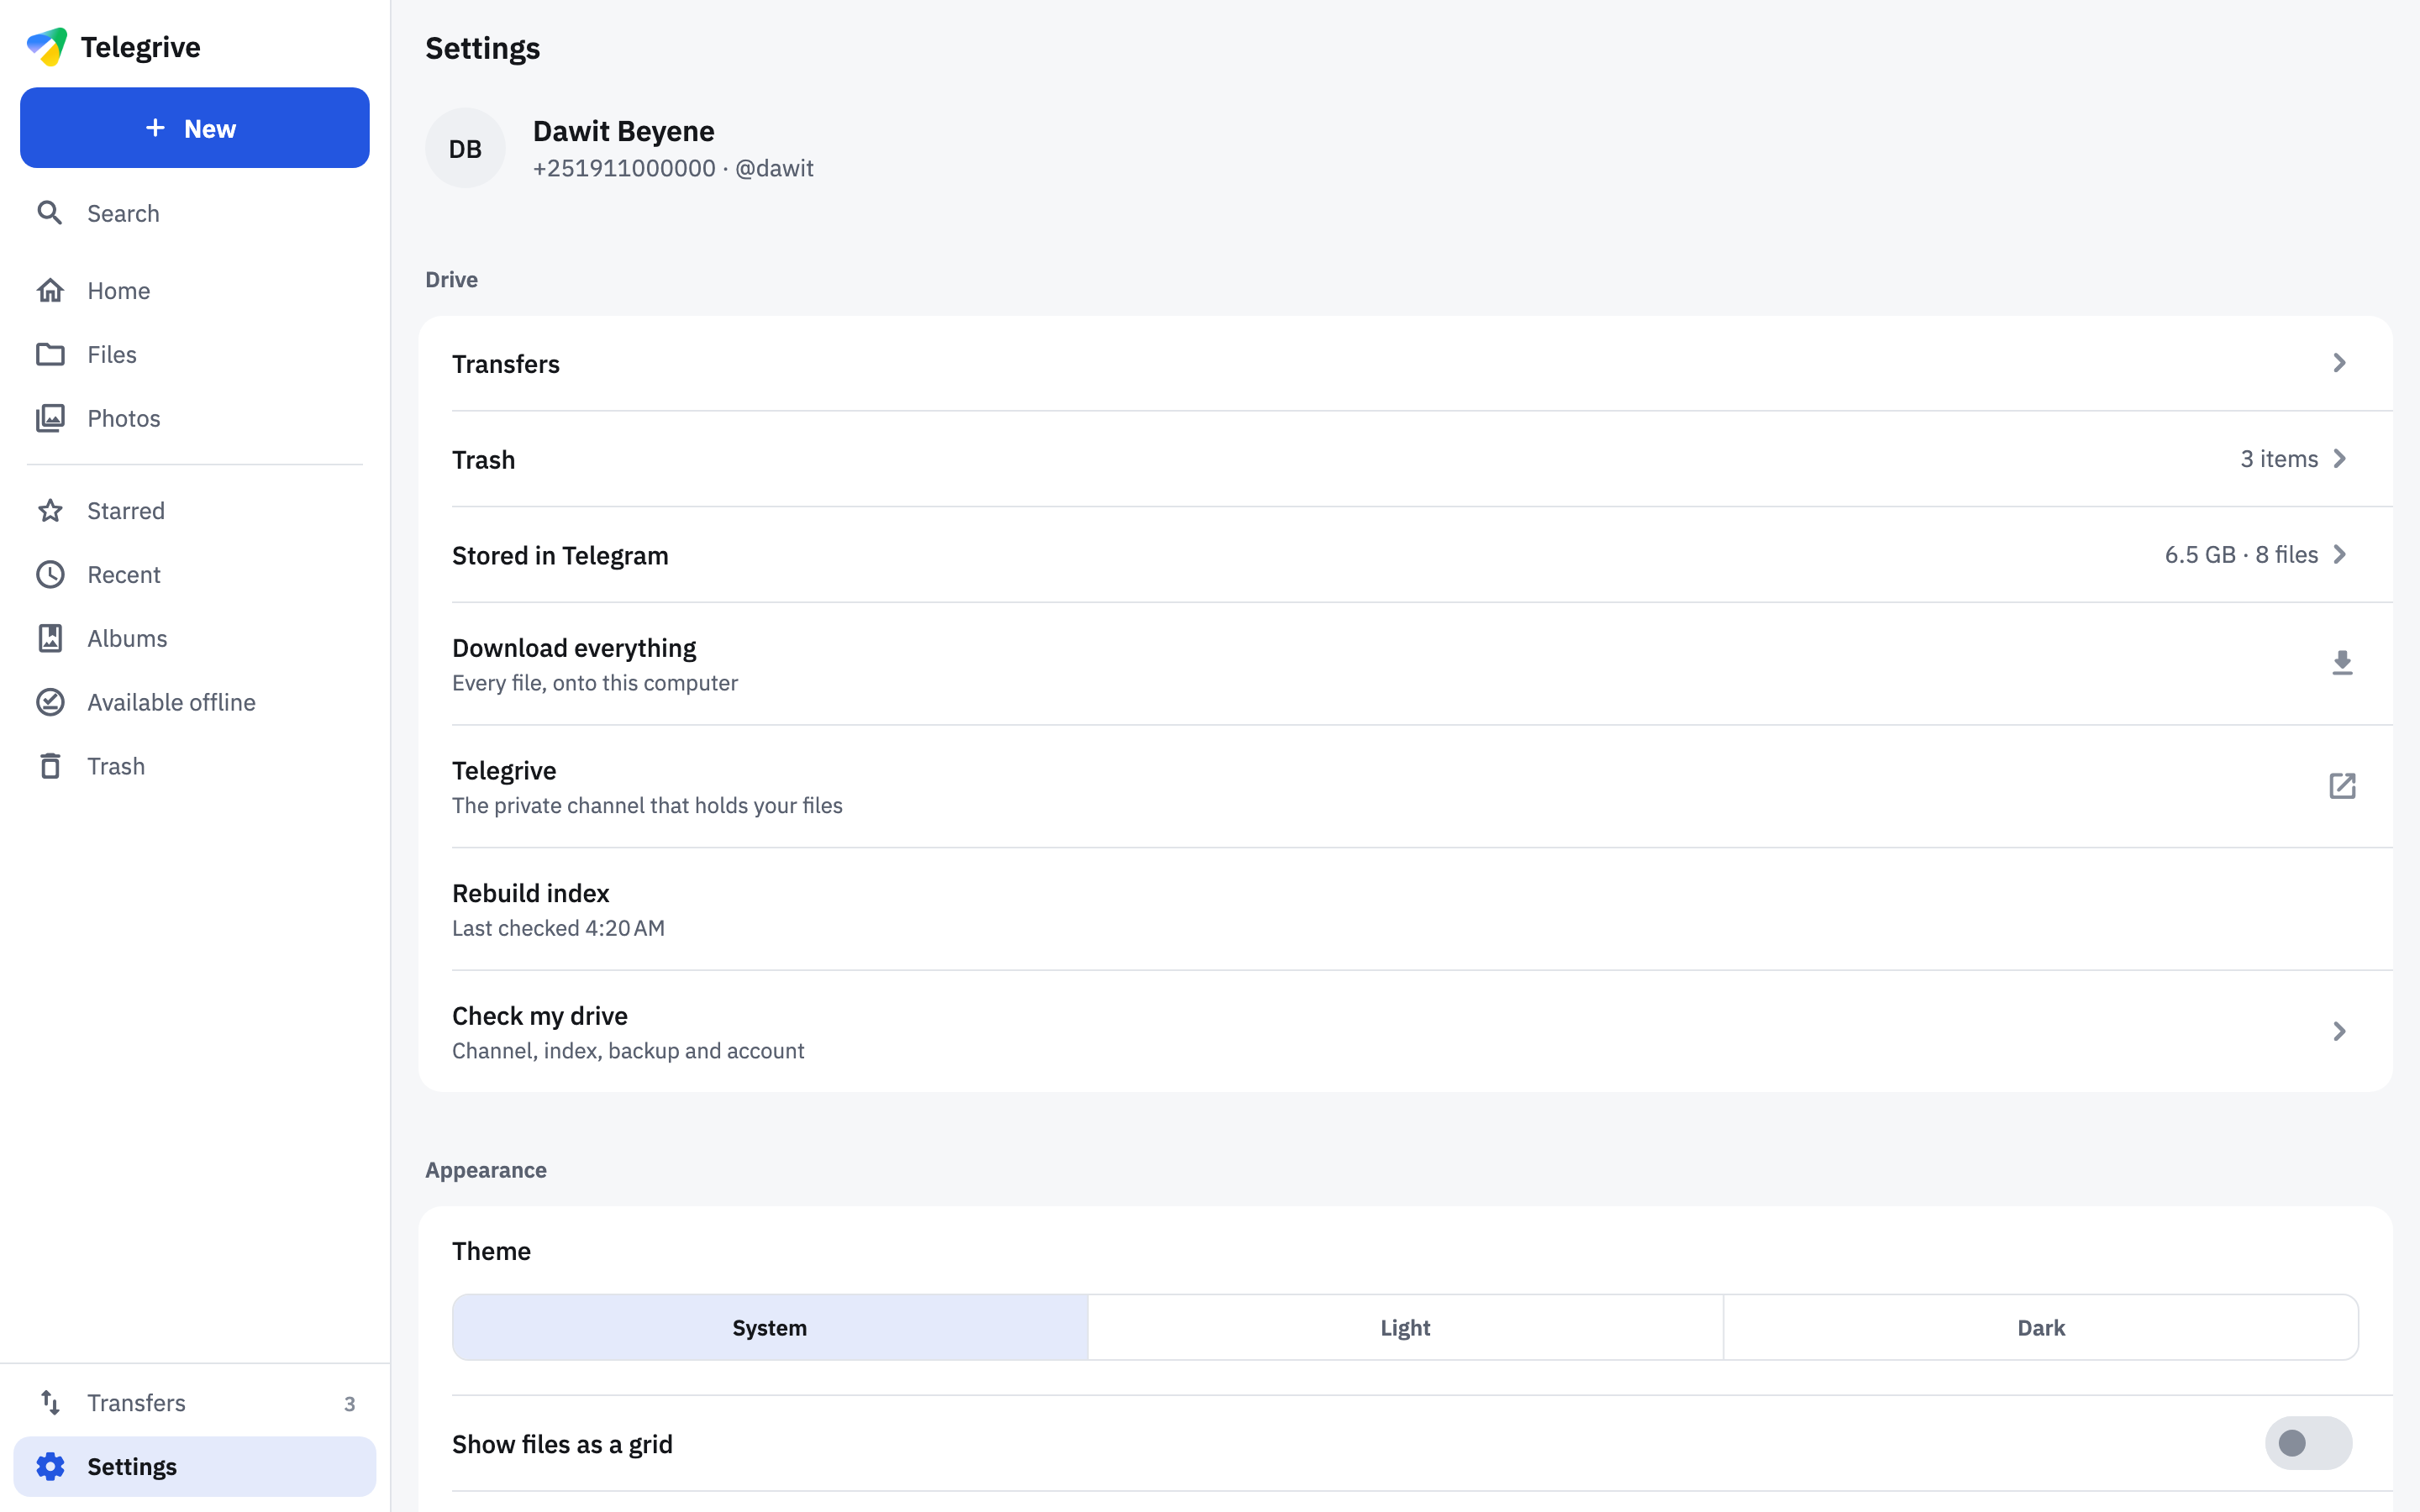 Telegrive
+ New
Search
Home
Files
Photos
Starred
Recent
Albums
Available offline
Trash
Transfers 3
Settings
Settings
DB
Dawit Beyene
+251911000000 · @dawit
Drive
Transfers
Trash 3 items
Stored in Telegram 6.5 GB · 8 files
Download everything
Every file, onto this computer
Telegrive
The private channel that holds your files
Rebuild index
Last checked 4:20 AM
Check my drive
Channel, index, backup and account
Appearance
Theme
System Light Dark
Show files as a grid